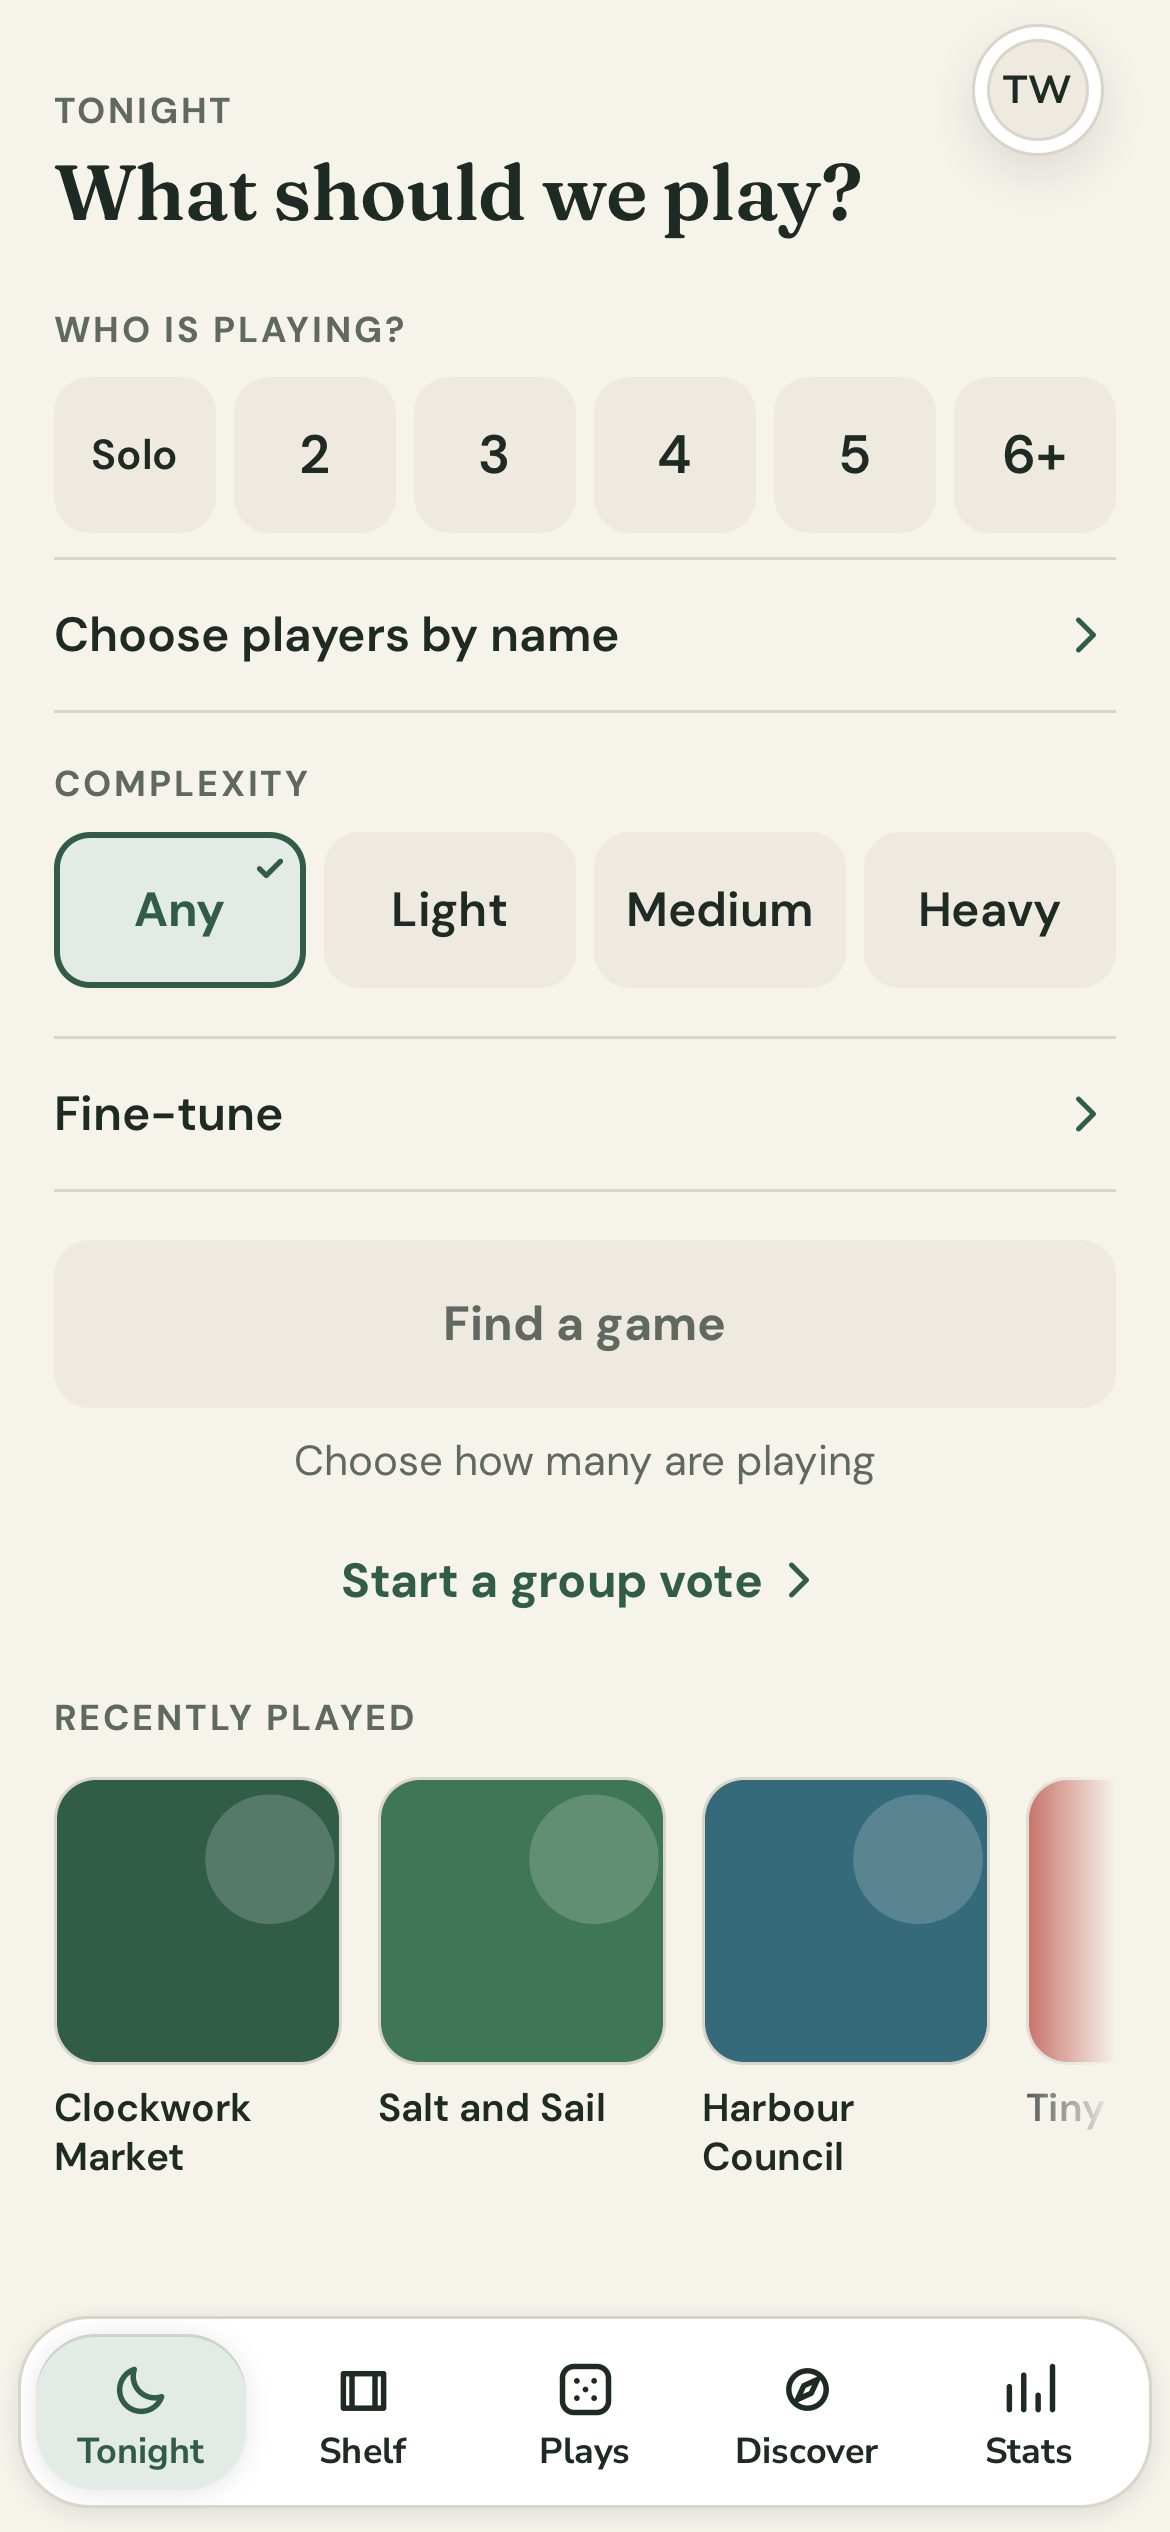 TW
TONIGHT
What should we play?
WHO IS PLAYING?
Solo 2 3 4 5 6+
Choose players by name
COMPLEXITY
Any Light Medium Heavy
Fine-tune
Find a game
Choose how many are playing
Start a group vote
RECENTLY PLAYED
Clockwork Market
Salt and Sail
Harbour Council
Tiny
Tonight Shelf Plays Discover Stats